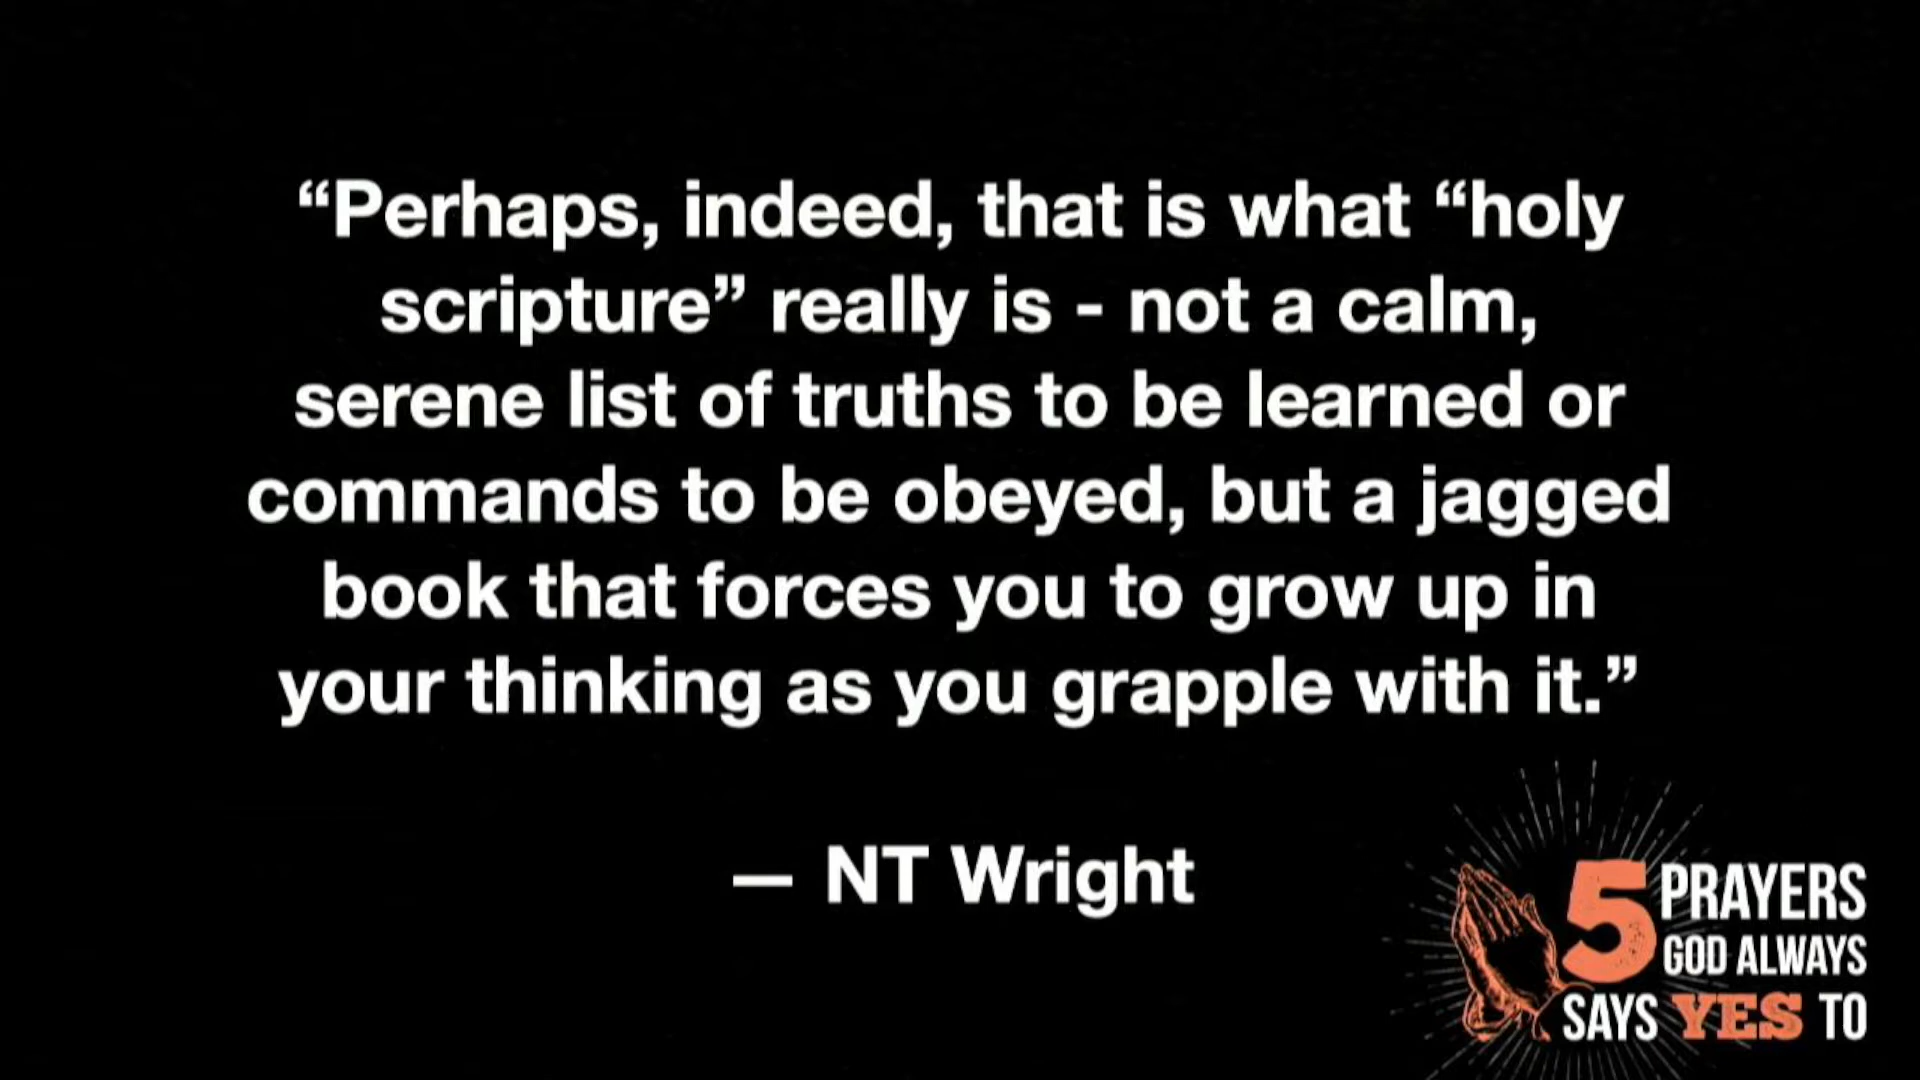 “Perhaps, indeed, that is what “holy
scripture” really is - not a calm,
serene list of truths to be learned or
commands to be obeyed, but a jagged
book that forces you to grow up in
your thinking as you grapple with it.”
— NT Wright
5 PRAYERS
GOD ALWAYS
SAYS YES TO